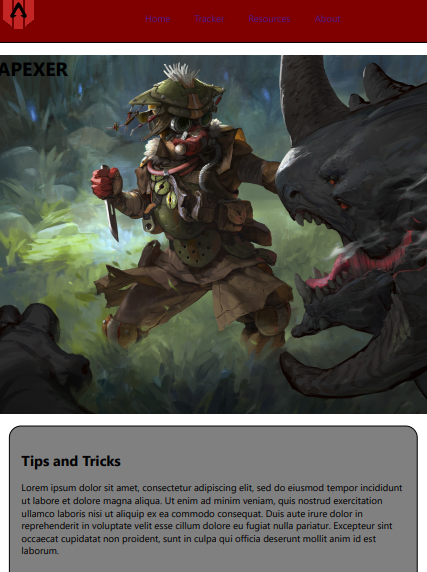 Home Tracker Resources About
APEXER
Tips and Tricks
Lorem ipsum dolor sit amet, consectetur adipiscing elit, sed do eiusmod tempor incididunt
ut labore et dolore magna aliqua. Ut enim ad minim veniam, quis nostrud exercitation
ullamco laboris nisi ut aliquip ex ea commodo consequat. Duis aute irure dolor in
reprehenderit in voluptate velit esse cillum dolore eu fugiat nulla pariatur. Excepteur sint
occaecat cupidatat non proident, sunt in culpa qui officia deserunt mollit anim id est
laborum.